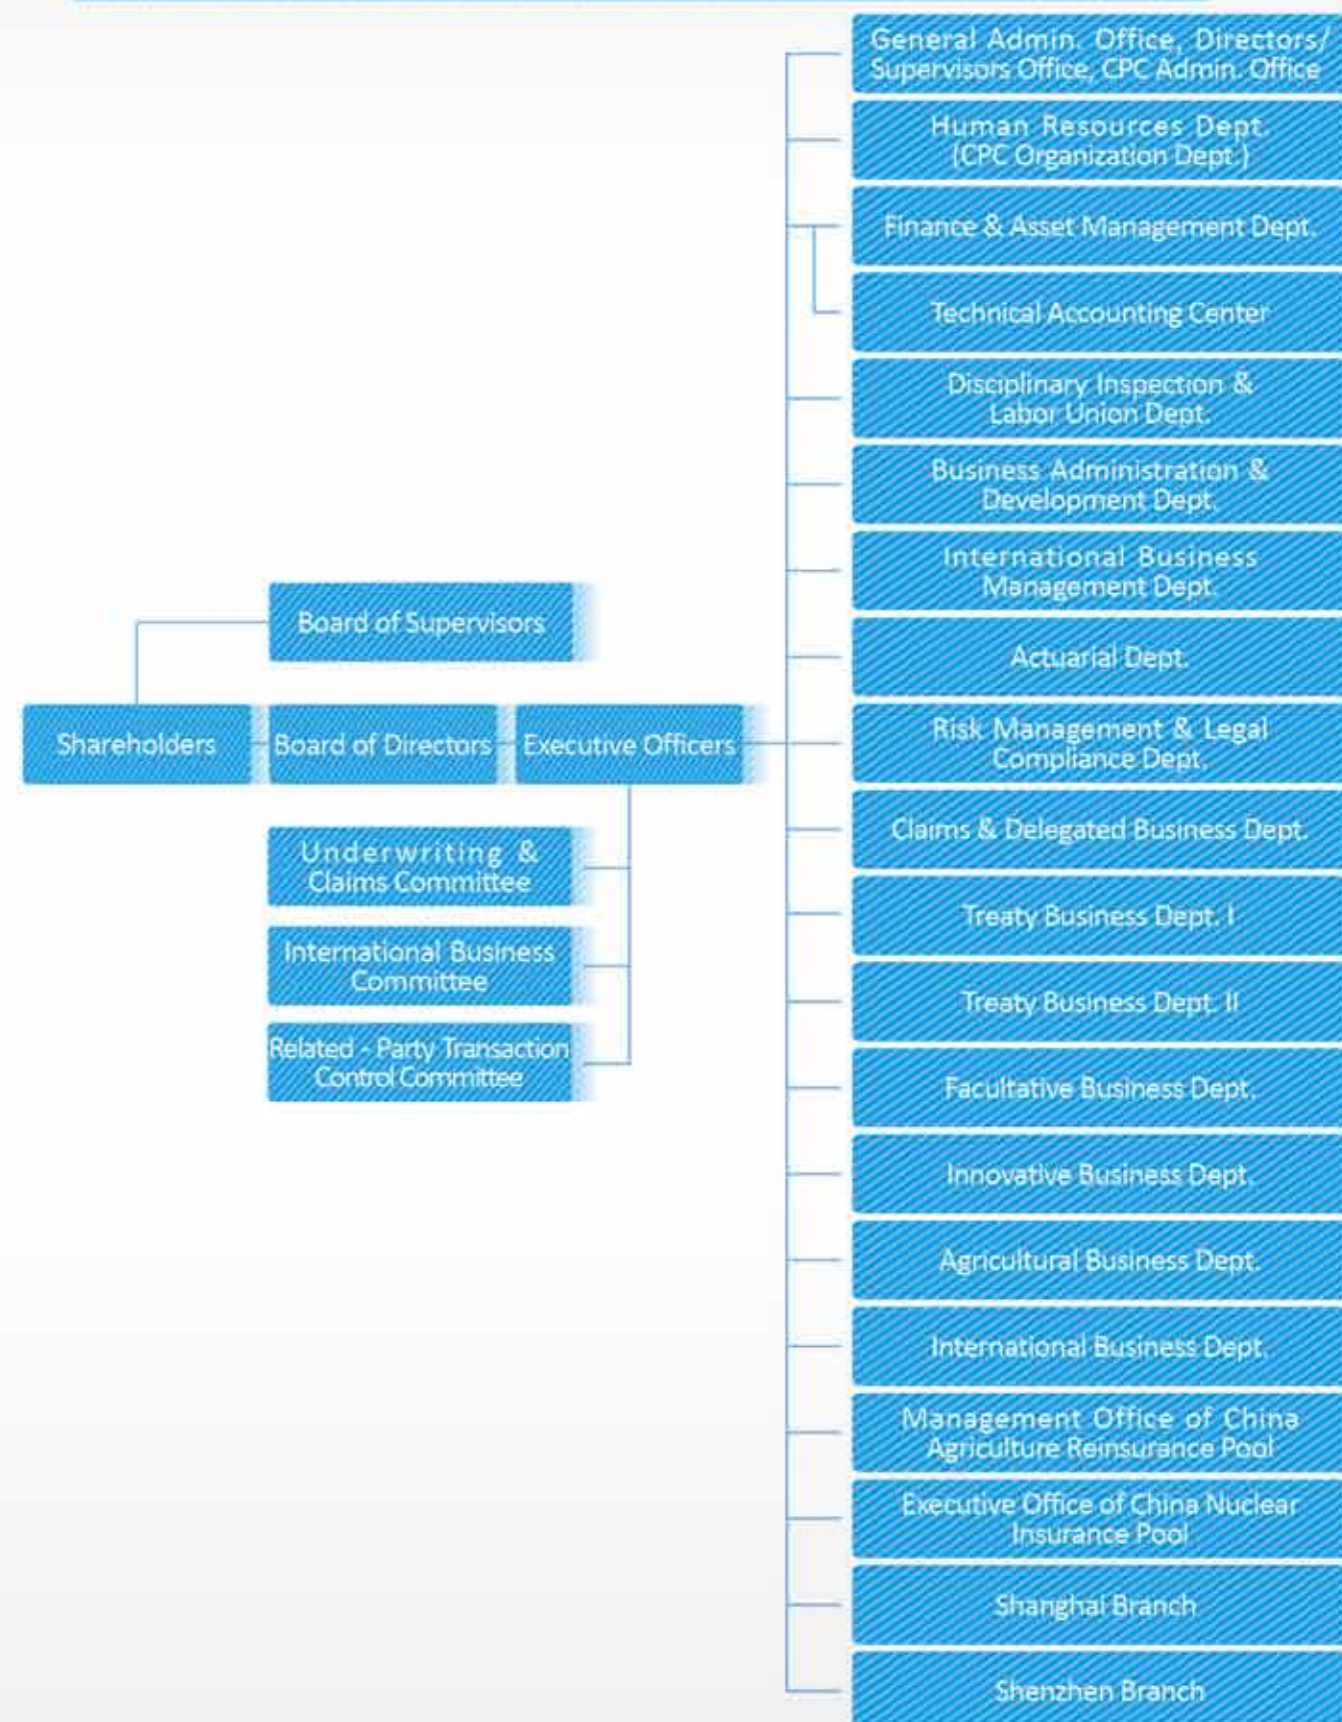 Board of Supervisors
Shareholders
Board of Directors
Executive Officers
Underwriting &
Claims Committee
International Business
Committee
Related - Party Transaction
Control Committee
General Admin. Office, Directors/
Supervisors Office, CPC Admin. Office
Human Resources Dept.
(CPC Organization Dept.)
Finance & Asset Management Dept.
Technical Accounting Center
Disciplinary Inspection &
Labor Union Dept.
Business Administration &
Development Dept.
International Business
Management Dept.
Actuarial Dept.
Risk Management & Legal
Compliance Dept.
Claims & Delegated Business Dept.
Treaty Business Dept. I
Treaty Business Dept. II
Facultative Business Dept.
Innovative Business Dept.
Agricultural Business Dept.
International Business Dept.
Management Office of China
Agriculture Reinsurance Pool
Executive Office of China Nuclear
Insurance Pool
Shanghai Branch
Shenzhen Branch